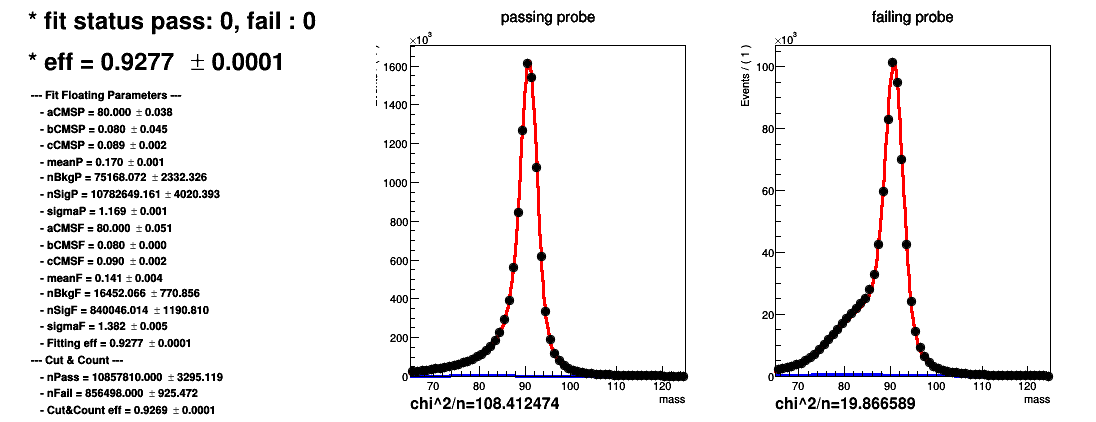 * fit status pass: 0, fail : 0
* eff = 0.9277 ± 0.0001
--- Fit Floating Parameters ---
- aCMSP = 80.000 ± 0.038
- bCMSP = 0.080 ± 0.045
- cCMSP = 0.089 ± 0.002
- meanP = 0.170 ± 0.001
- nBkgP = 75168.072 ± 2332.326
- nSigP = 10782649.161 ± 4020.393
- sigmaP = 1.169 ± 0.001
- aCMSF = 80.000 ± 0.051
- bCMSF = 0.080 ± 0.000
- cCMSF = 0.090 ± 0.002
- meanF = 0.141 ± 0.004
- nBkgF = 16452.066 ± 770.856
- nSigF = 840046.014 ± 1190.810
- sigmaF = 1.382 ± 0.005
- Fitting eff = 0.9277 ± 0.0001
--- Cut & Count ---
- nPass = 10857810.000 ± 3295.119
- nFail = 856498.000 ± 925.472
- Cut&Count eff = 0.9269 ± 0.0001
passing probe
×10³
1600
1400
1200
1000
800
600
400
200
0
70 80 90 100 110 120
mass
chi^2/n=108.412474
failing probe
×10³
Events / ( 1 )
100
80
60
40
20
0
70 80 90 100 110 120
mass
chi^2/n=19.866589